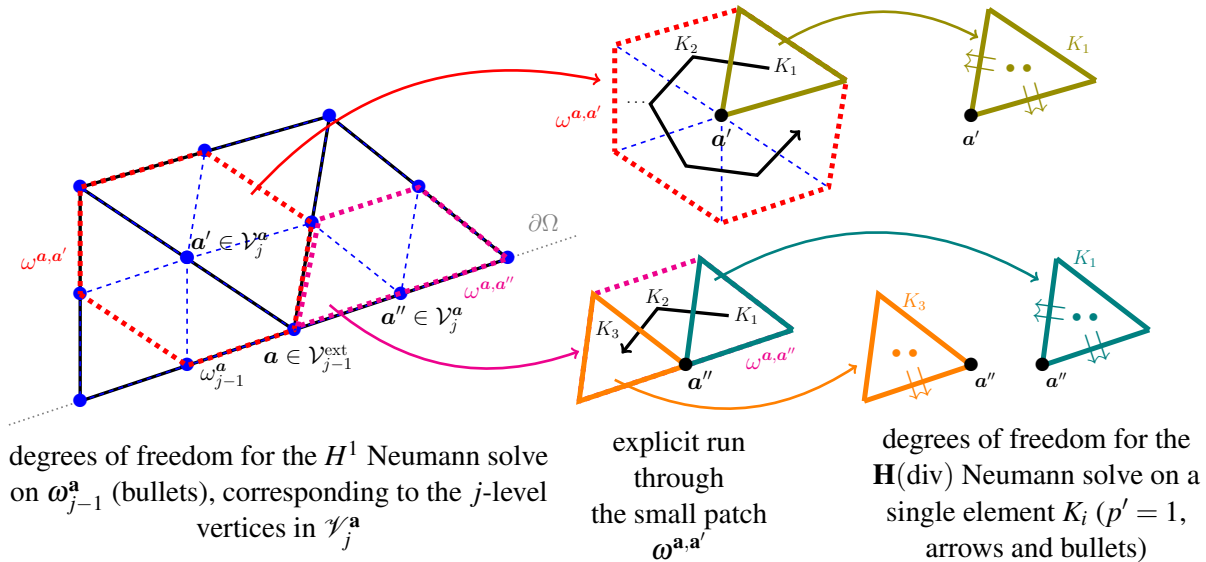 K₂
K₁
K₁
ω^{a,a′}
a′
a′
∂Ω
a′ ∈ 𝒱_j^a
ω^{a,a′}
ω^{a,a″}
a″ ∈ 𝒱_j^a
a ∈ 𝒱_{j−1}^{ext}
ω_{j−1}^a
K₂
K₁
K₃
ω^{a,a″}
a″
K₃
a″
K₁
a″
degrees of freedom for the H¹ Neumann solve
on ω_{j−1}^a (bullets), corresponding to the j-level
vertices in 𝒱_j^a
explicit run
through
the small patch
ω^{a,a′}
degrees of freedom for the
H(div) Neumann solve on a
single element K_i (p′ = 1,
arrows and bullets)